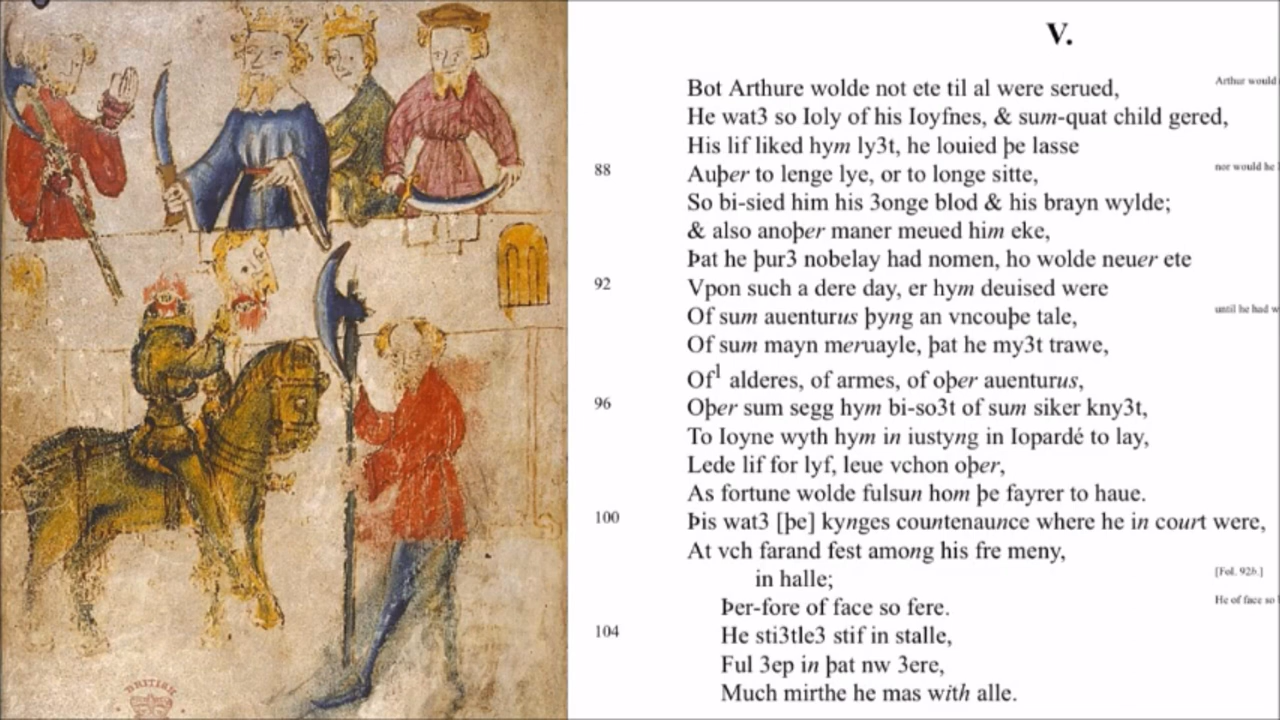 V.
Bot Arthure wolde not ete til al were serued,
Arthur would
He wat3 so Ioly of his Ioyfnes, & sum-quat child gered,
His lif liked hym ly3t, he louied þe lasse
88
Auþer to lenge lye, or to longe sitte,
nor would he
So bi-sied him his 3onge blod & his brayn wylde;
& also anoþer maner meued him eke,
Þat he þur3 nobelay had nomen, ho wolde neuer ete
92
Vpon such a dere day, er hym deuised were
Of sum auenturus þyng an vncouþe tale,
until he had w
Of sum mayn meruayle, þat he my3t trawe,
Of1 alderes, of armes, of oþer auenturus,
96
Oþer sum segg hym bi-so3t of sum siker kny3t,
To Ioyne wyth hym in iustyng in Iopardé to lay,
Lede lif for lyf, leue vchon oþer,
As fortune wolde fulsun hom þe fayrer to haue.
100
Þis wat3 [þe] kynges countenaunce where he in court were,
At vch farand fest among his fre meny,
in halle;
[Fol. 92b.]
Þer-fore of face so fere.
He of face so
104
He sti3tle3 stif in stalle,
Ful 3ep in þat nw 3ere,
Much mirthe he mas with alle.
BRITISH